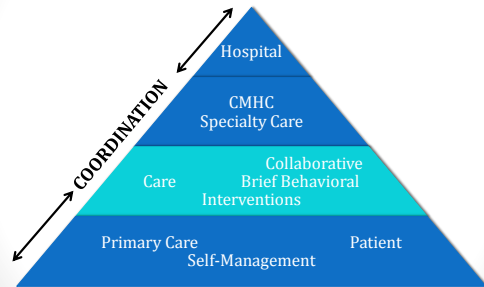 Hospital
CMHC
Specialty Care
Collaborative
Care Brief Behavioral
Interventions
Primary Care Patient
Self-Management
COORDINATION